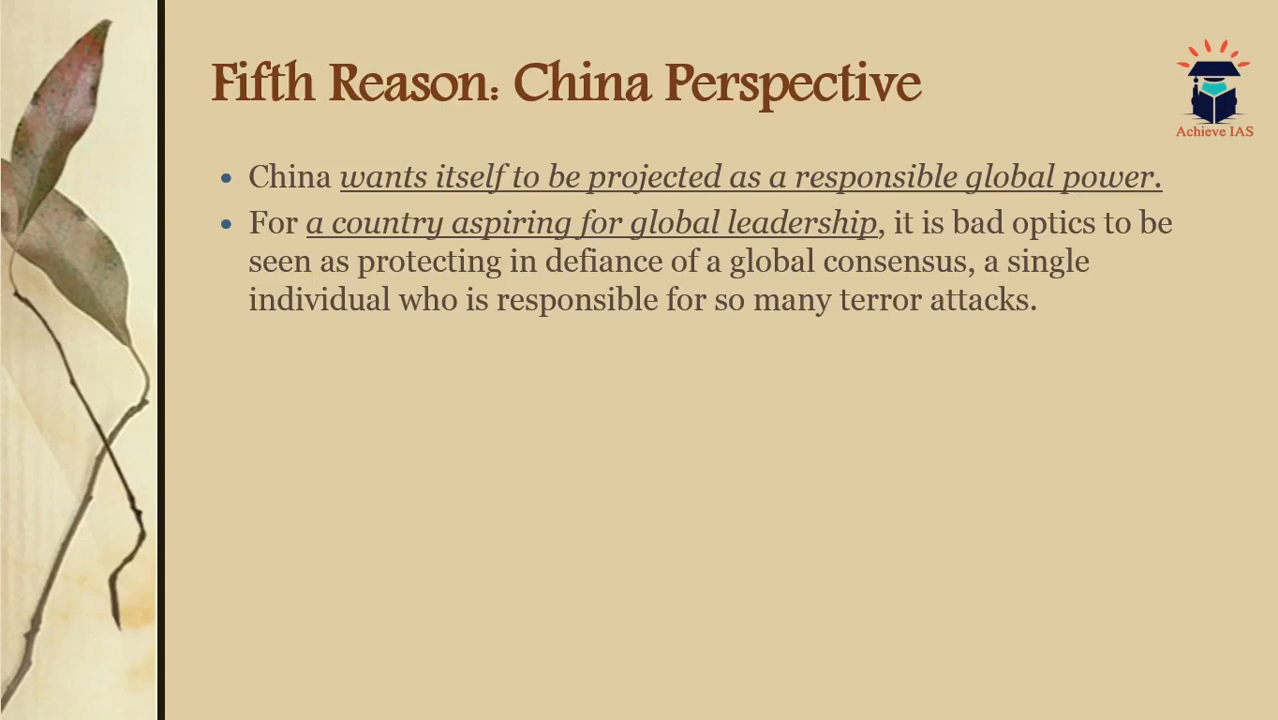 Fifth Reason: China Perspective
Achieve IAS
• China wants itself to be projected as a responsible global power.
• For a country aspiring for global leadership, it is bad optics to be
seen as protecting in defiance of a global consensus, a single
individual who is responsible for so many terror attacks.